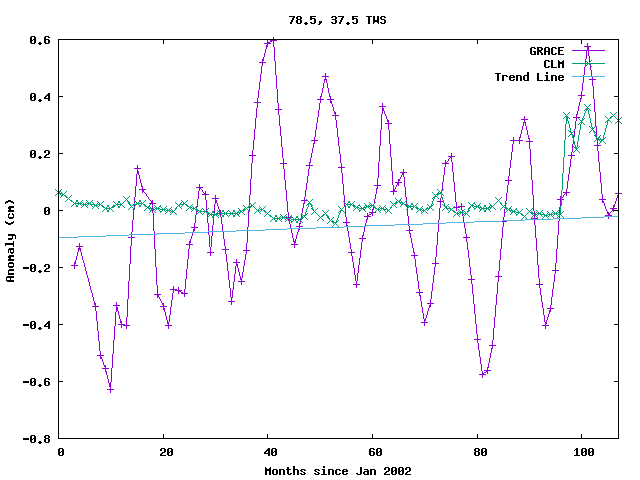 78.5, 37.5 TWS
GRACE
CLM
Trend Line
0.6
0.4
0.2
0
-0.2
-0.4
-0.6
-0.8
Anomaly (cm)
0 20 40 60 80 100
Months since Jan 2002